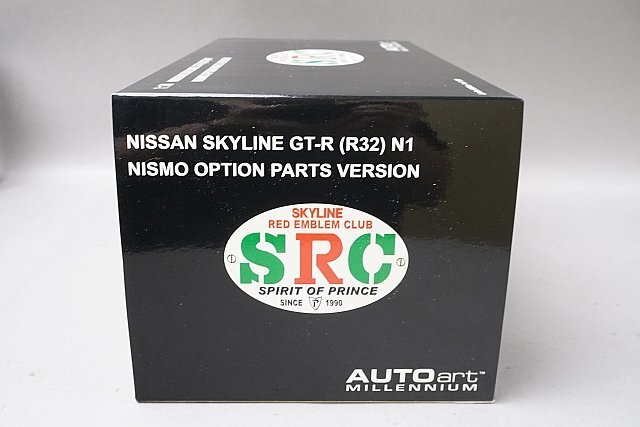 NISSAN SKYLINE GT-R (R32) N1
NISMO OPTION PARTS VERSION
SKYLINE
RED EMBLEM CLUB
SRC
SPIRIT OF PRINCE
SINCE 1990
AUTOart™
MILLENNIUM